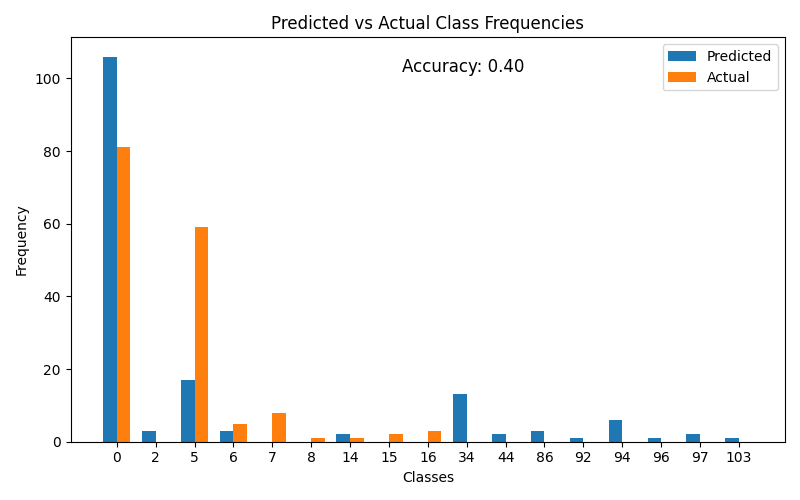 Predicted vs Actual Class Frequencies
Accuracy: 0.40
Predicted
Actual
Frequency
100
80
60
40
20
0
0 2 5 6 7 8 14 15 16 34 44 86 92 94 96 97 103
Classes